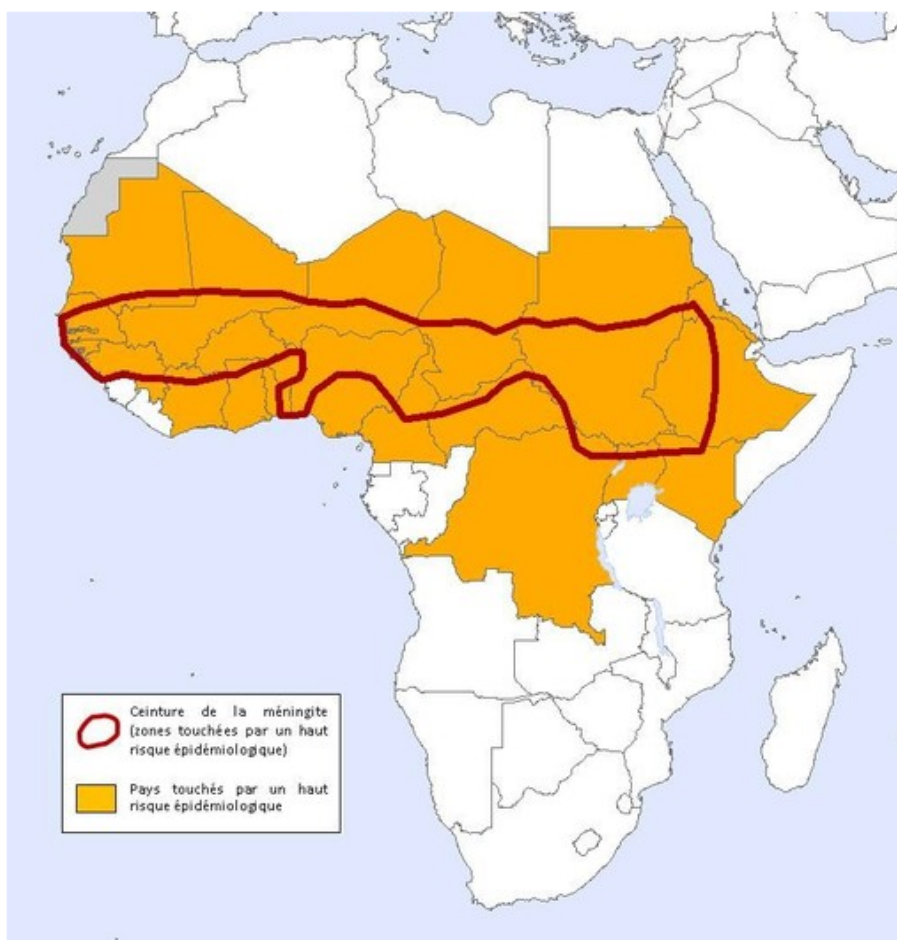 Ceinture de la méningite
(zones touchées par un haut
risque épidémiologique)
Pays touchés par un haut
risque épidémiologique